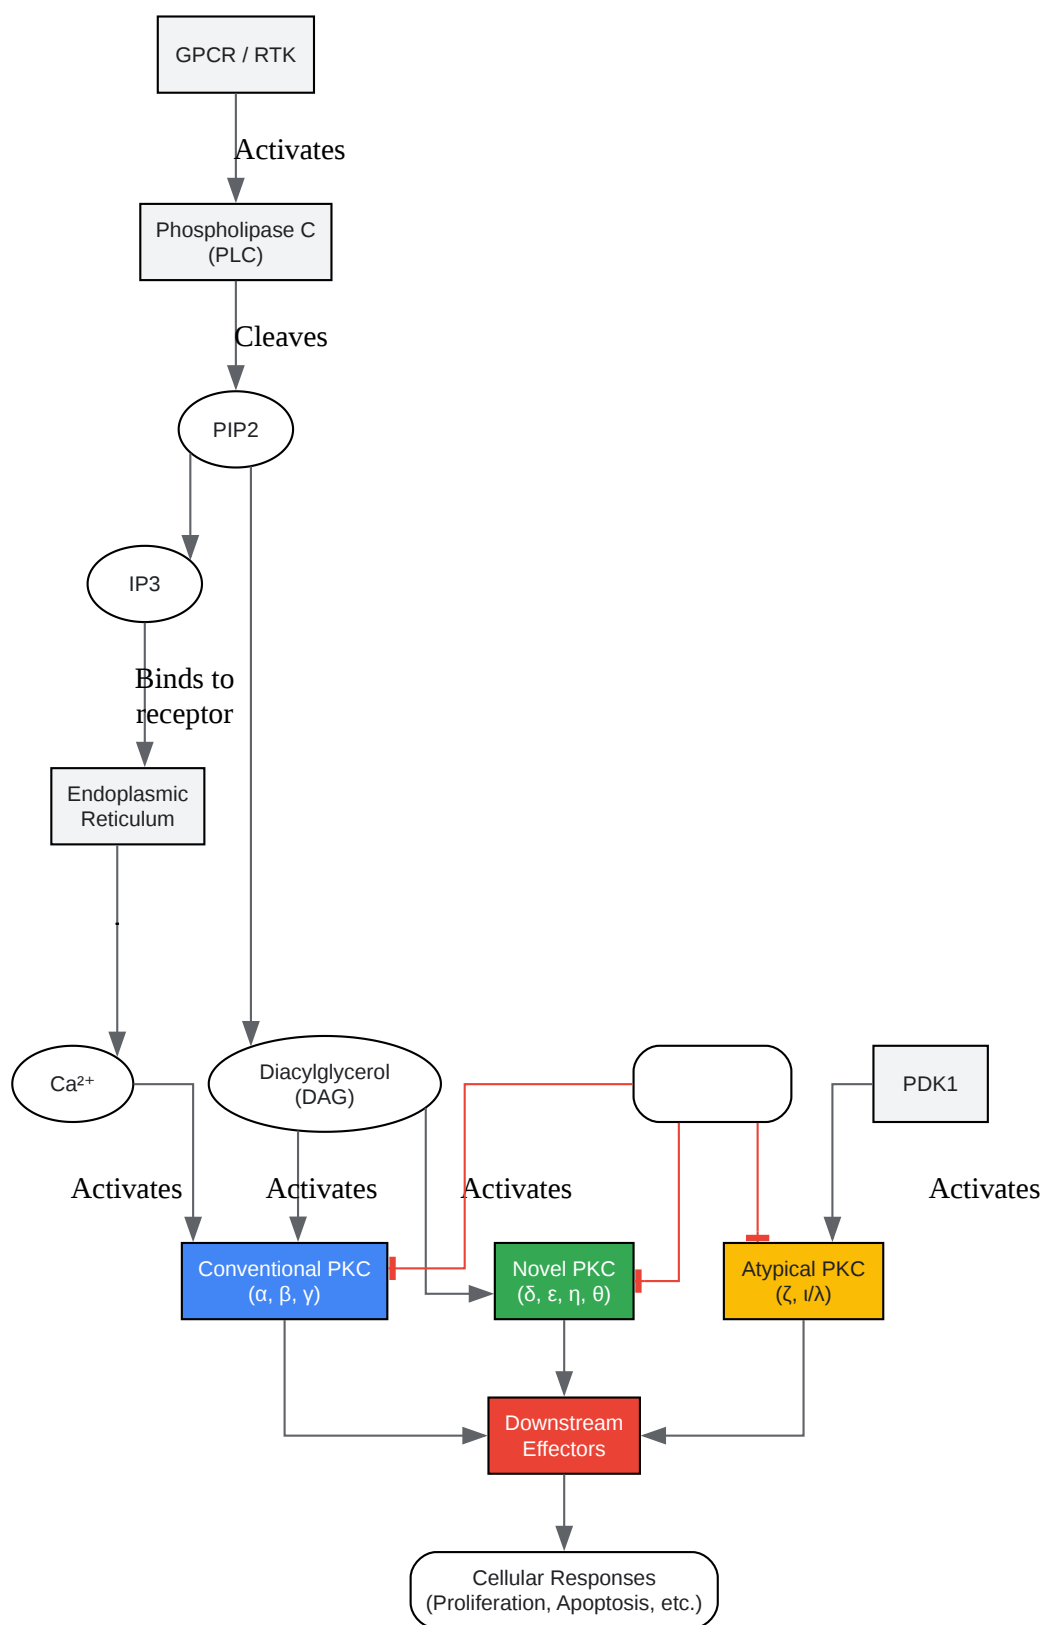 GPCR / RTK
Activates
Phospholipase C
(PLC)
Cleaves
PIP2
IP3
Binds to
receptor
Endoplasmic
Reticulum
Ca²⁺
Diacylglycerol
(DAG)
PDK1
Activates
Activates
Activates
Activates
Conventional PKC
(α, β, γ)
Novel PKC
(δ, ε, η, θ)
Atypical PKC
(ζ, ι/λ)
Downstream
Effectors
Cellular Responses
(Proliferation, Apoptosis, etc.)